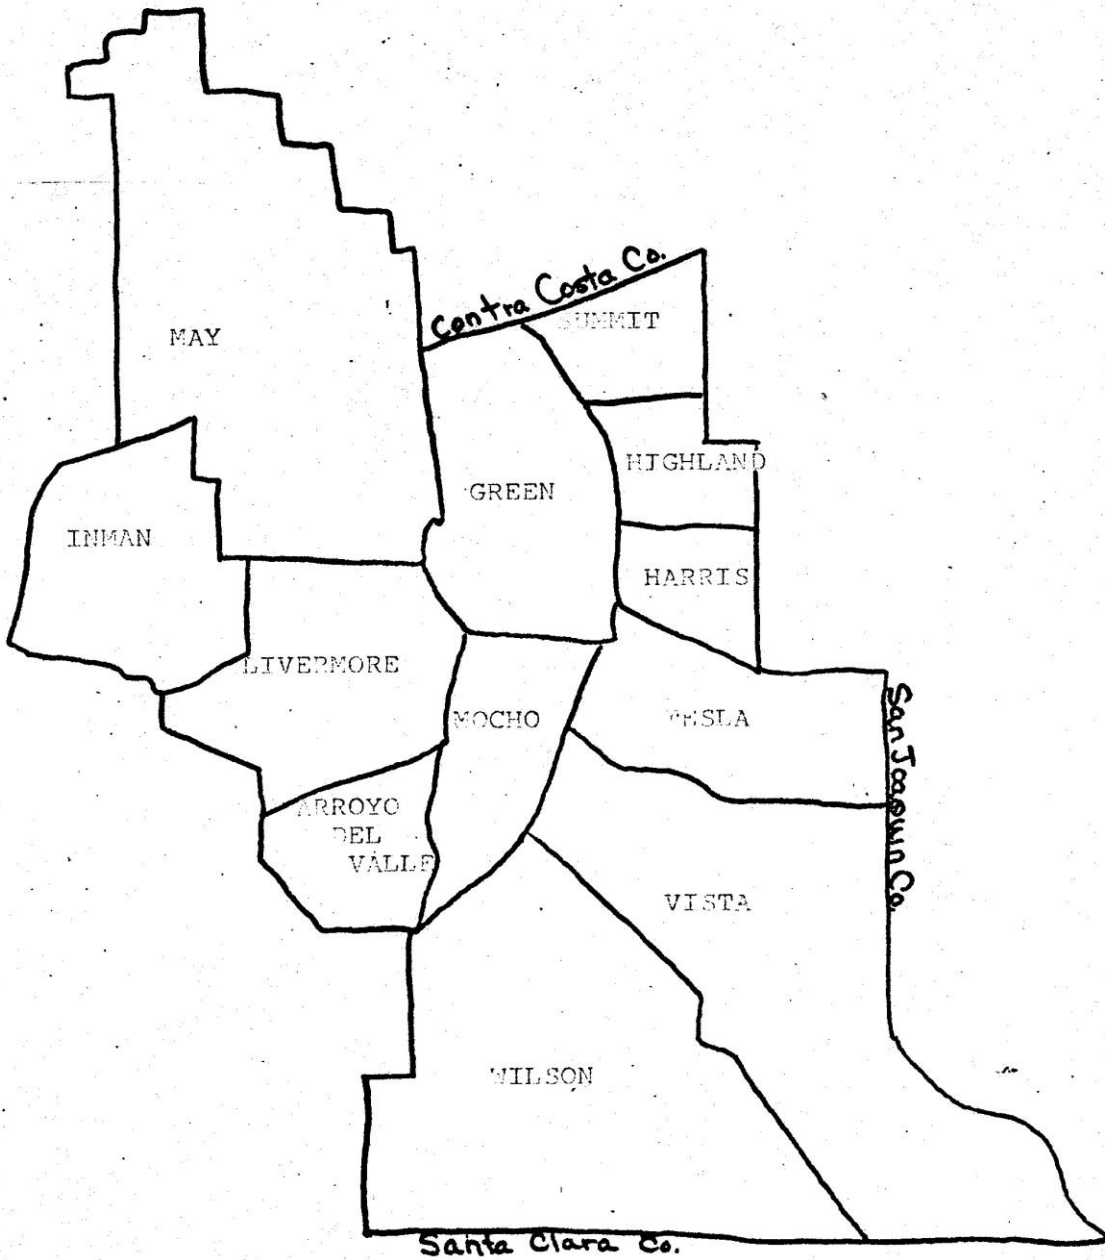 Contra Costa Co.
SUMMIT
MAY
HIGHLAND
GREEN
INMAN
HARRIS
LIVERMORE
MOCHO
TESLA
San Joaquin Co.
ARROYO
DEL
VALLE
VISTA
WILSON
Santa Clara Co.